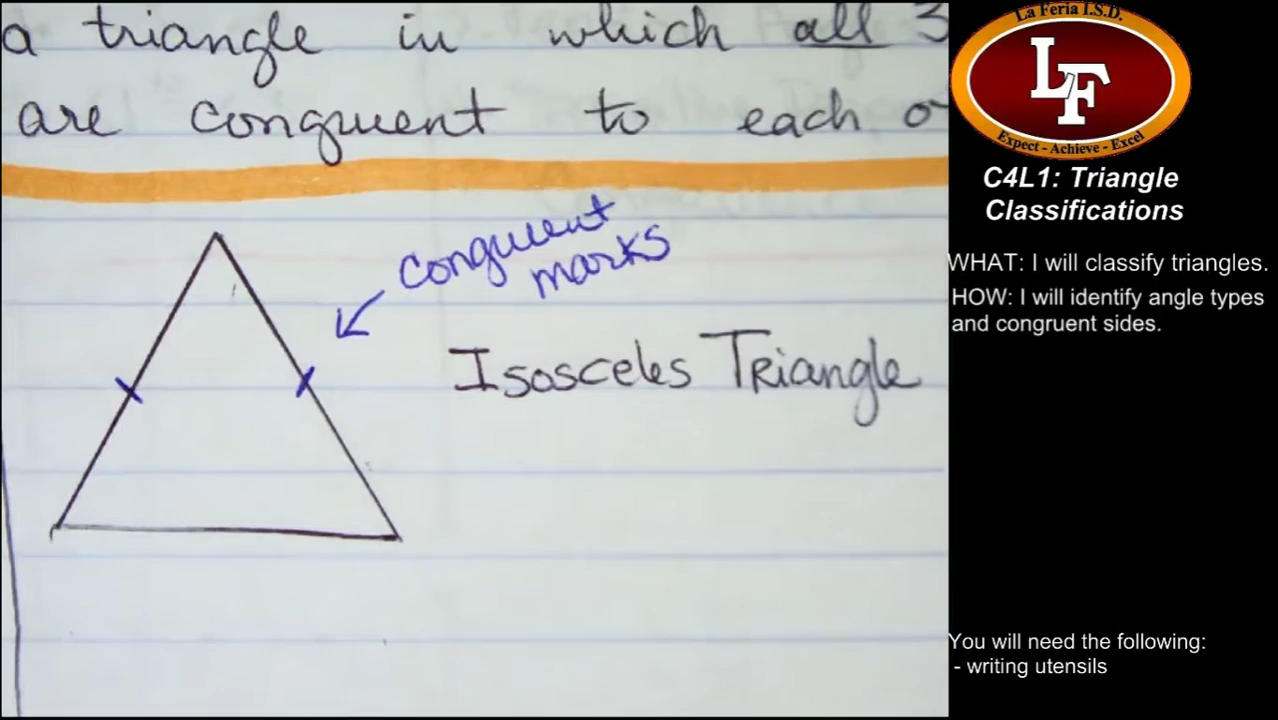 a triangle in which all 3
are congruent to each o
congruent
marks
Isosceles Triangle
La Feria I.S.D.
LF
Expect - Achieve - Excel
C4L1: Triangle
Classifications
WHAT: I will classify triangles.
HOW: I will identify angle types
and congruent sides.
You will need the following:
- writing utensils